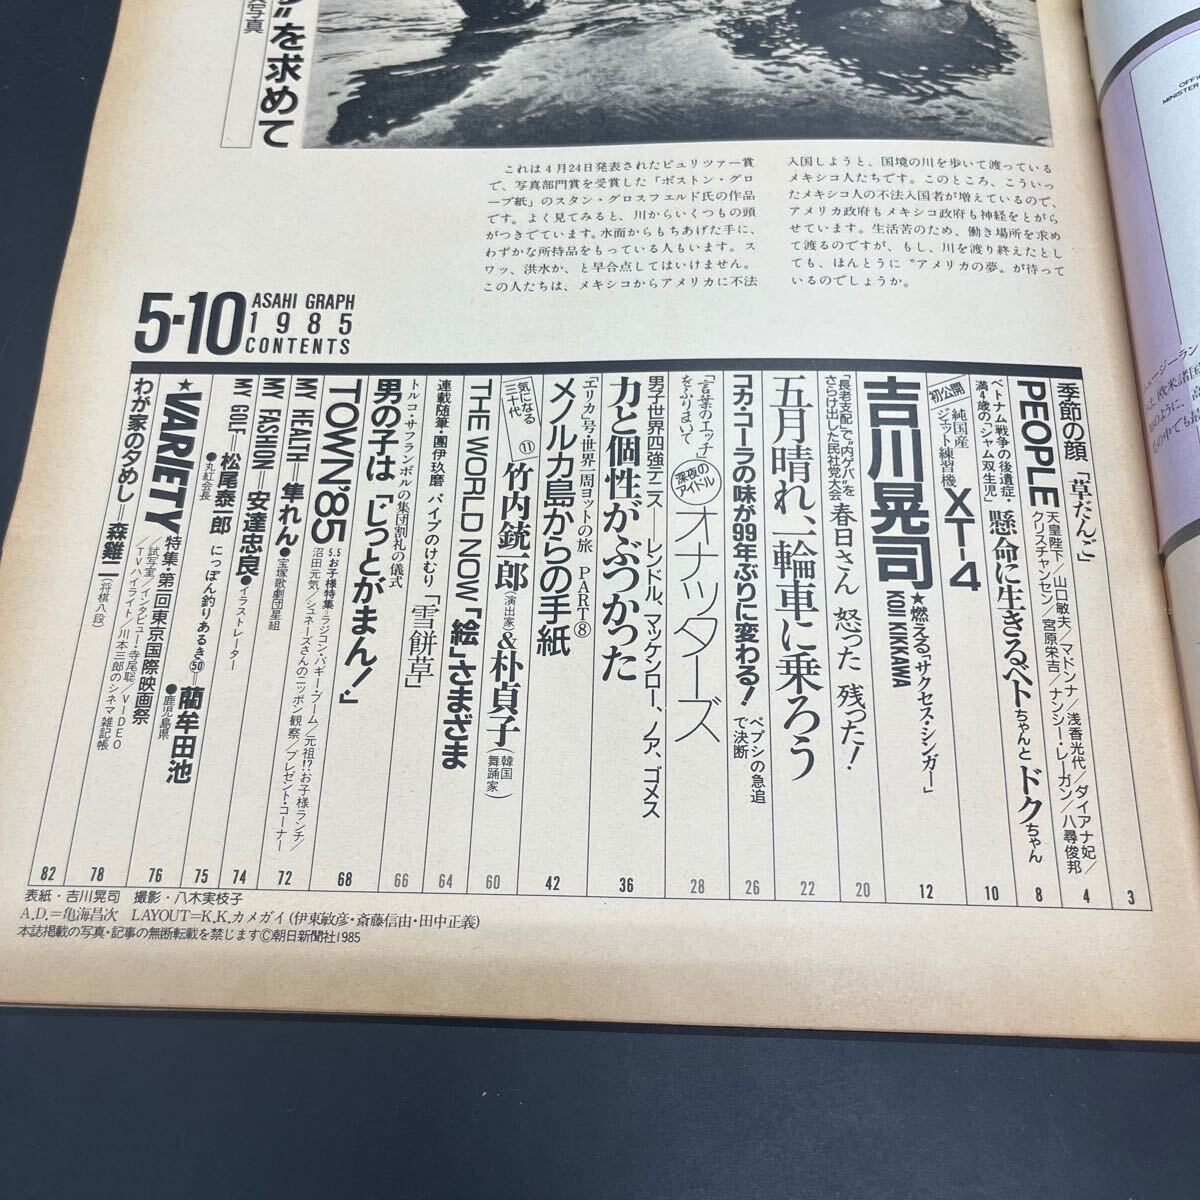 を求めて
写真
これは4月24日発表されたピュリツァー賞
で、写真部門賞を受賞した「ボストン・グロ
ーブ紙」のスタン・グロスフェルド氏の作品
です。よく見てみると、川からいくつもの頭
がつきでています。水面からもちあげた手に、
わずかな所持品をもっている人もいます。ス
ワッ、洪水か、と早合点してはいけません。
この人たちは、メキシコからアメリカに不法
入国しようと、国境の川を歩いて渡っている
メキシコ人たちです。このところ、こういっ
たメキシコ人の不法入国者が増えているので、
アメリカ政府もメキシコ政府も神経をとがら
せています。生活苦のため、働き場所を求め
て渡るのですが、もし、川を渡り終えたとし
ても、ほんとうに〝アメリカの夢〟が待って
いるのでしょうか。
5-10
ASAHI GRAPH
1985
CONTENTS
季節の顔「草だんご」
3
PEOPLE
天皇陛下/山口敏夫/マドンナ/浅香光代/ダイアナ妃/
クリスチャンセン/宮原栄吉/ナンシー・レーガン/八尋俊邦
4
ベトナム戦争の後遺症・
満4歳の〝シャム双生児〟
懸命に生きるベトちゃんとドクちゃん
8
初公開
純国産
ジェット練習機
XT-4
10
吉川晃司
★燃える「サクセス・シンガー」
KOJI KIKKAWA
12
「長老支配」で〝内ゲバ〟を
さらけ出した民社党大会
春日さん 怒った 残った!
20
五月晴れ、一輪車に乗ろう
22
コカ・コーラの味が99年ぶりに変わる!
ペプシの急追
で決断
26
「言葉のエッチ」
をふりまいて
深夜の
アイドル
オナッターズ
28
男子世界四強テニス レンドル、マッケンロー、ノア、ゴメス
力と個性がぶつかった
36
「エリカ」号・世界一周ヨットの旅 PART⑧
メノルカ島からの手紙
42
気になる
三十代
⑪
竹内銃一郎(演出家)&朴貞子(韓国
舞踊家)
THE WORLD NOW「絵」さまざま
60
連載随筆・團伊玖磨 パイプのけむり「雪餅草」
64
トルコ・サフランボルの集団割礼の儀式
男の子は「じっとがまん!」
66
TOWN'85
5.5お子様特集=ラジコン・バギー・ブーム/元祖!?お子様ランチ/
沼田元気/シュネーズさんのニッポン観察/プレゼント・コーナー
68
MY HEALTH=隼れん●宝塚歌劇団星組
MY FASHION=安達忠良●イラストレーター
72
MY GOLF=松尾泰一郎
●丸紅会長
74
にっぽん釣りあるき㊿=藺牟田池
●鹿児島県
75
★VARIETY
特集・第一回東京国際映画祭
/試写室/インタビュー・寺尾聡/VIDEO
/TVハイライト/川本三郎のシネマ雑記帳
76
78
わが家の夕めし=森雞二(将棋八段)
82
表紙・吉川晃司 撮影・八木実枝子
A.D.=亀海昌次 LAYOUT=K.K.カメガイ(伊東敏彦・斎藤信由・田中正義)
本誌掲載の写真・記事の無断転載を禁じますⒸ朝日新聞社1985
MINISTER